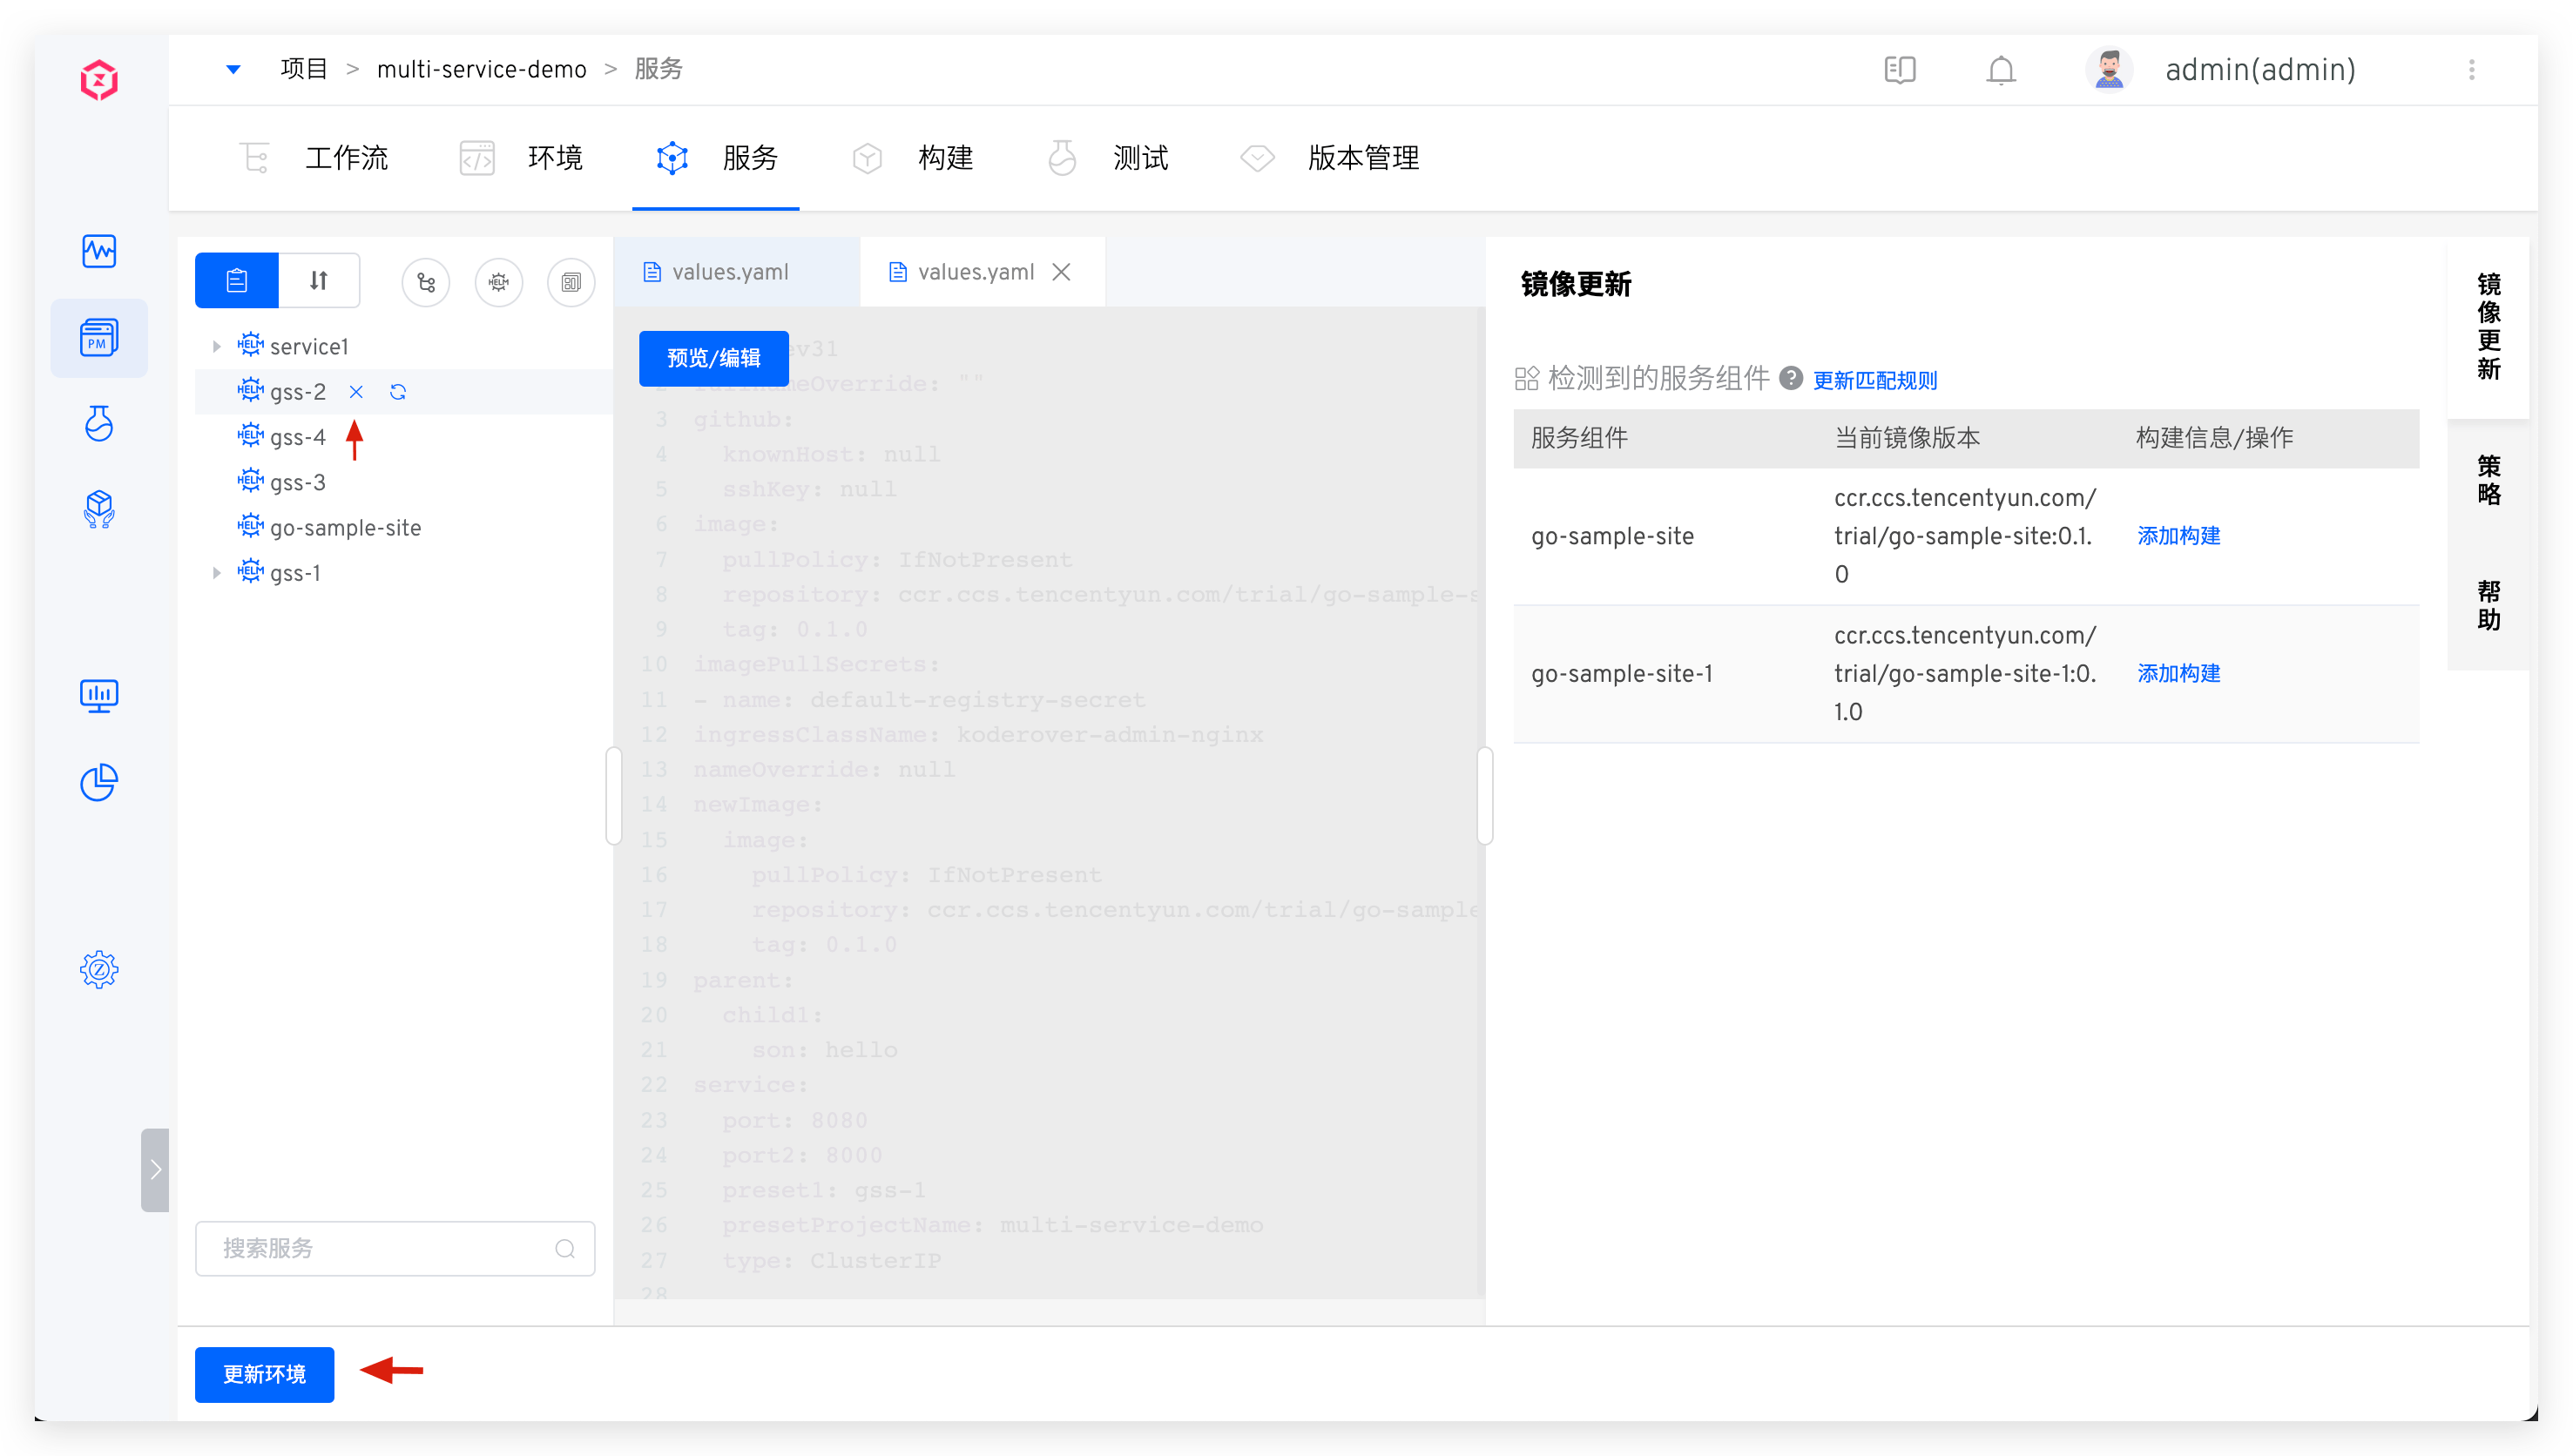 项目 > multi-service-demo > 服务
admin(admin)
工作流 环境 服务 构建 测试 版本管理
PM
HELM
HELM service1
HELM gss-2
HELM gss-4
HELM gss-3
HELM go-sample-site
HELM gss-1
搜索服务
更新环境
values.yaml values.yaml
预览/编辑
ev31
2 fullnameOverride: ""
3 github:
4 knownHost: null
5 sshKey: null
6 image:
7 pullPolicy: IfNotPresent
8 repository: ccr.ccs.tencentyun.com/trial/go-sample-s
9 tag: 0.1.0
10 imagePullSecrets:
11 - name: default-registry-secret
12 ingressClassName: koderover-admin-nginx
13 nameOverride: null
14 newImage:
15 image:
16 pullPolicy: IfNotPresent
17 repository: ccr.ccs.tencentyun.com/trial/go-sample
18 tag: 0.1.0
19 parent:
20 child1:
21 son: hello
22 service:
23 port: 8080
24 port2: 8000
25 preset1: gss-1
26 presetProjectName: multi-service-demo
27 type: ClusterIP
28
镜像更新
检测到的服务组件 ? 更新匹配规则
服务组件 当前镜像版本 构建信息/操作
go-sample-site ccr.ccs.tencentyun.com/
trial/go-sample-site:0.1. 添加构建
0
go-sample-site-1 ccr.ccs.tencentyun.com/
trial/go-sample-site-1:0. 添加构建
1.0
镜像更新
策略
帮助